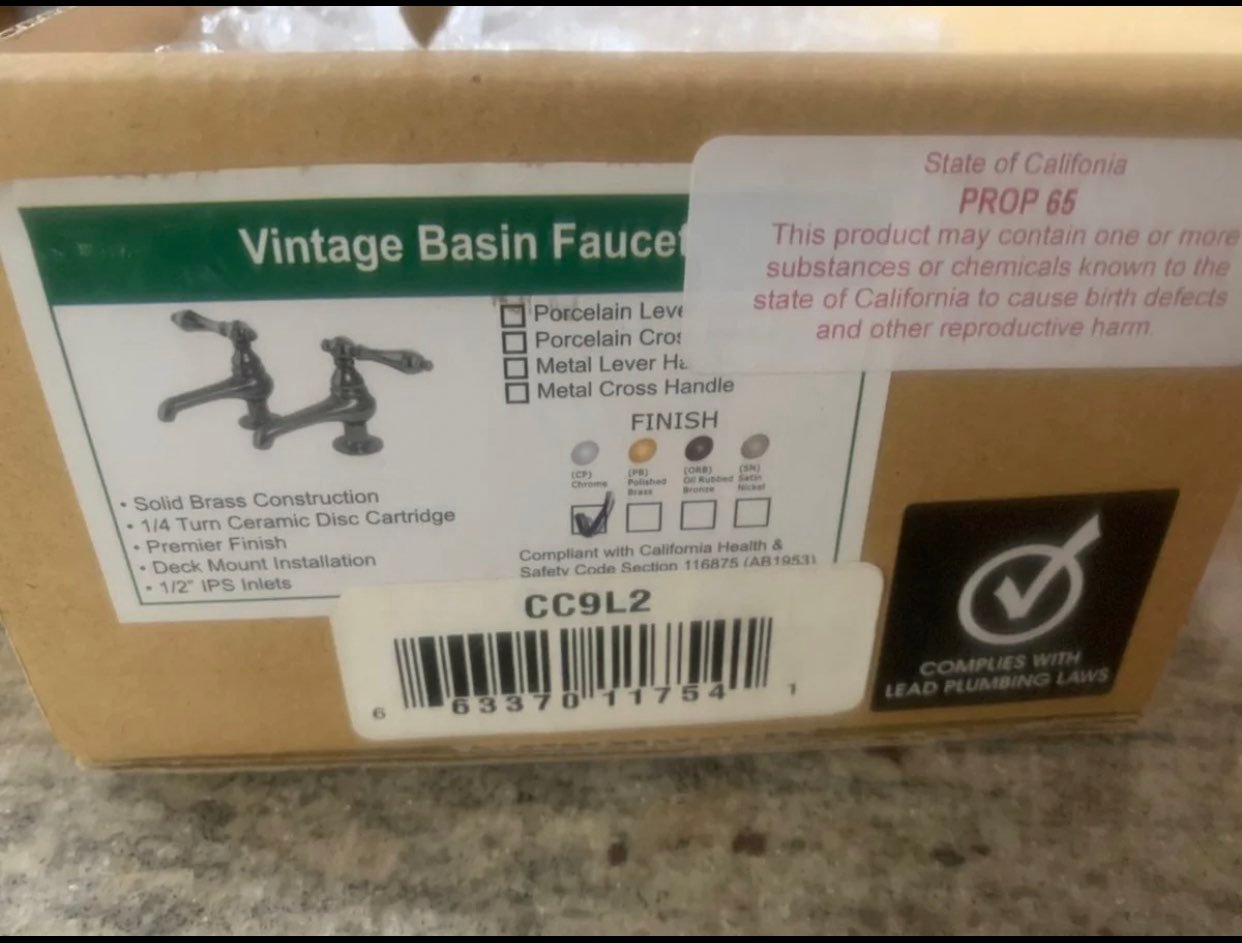 State of Califonia
PROP 65
This product may contain one or more
substances or chemicals known to the
state of California to cause birth defects
and other reproductive harm.
Vintage Basin Faucet
Porcelain Leve
Porcelain Cros
Metal Lever Ha
Metal Cross Handle
FINISH
(CP) Chrome
(PB) Polished Brass
(ORB) Oil Rubbed Bronze
(SN) Satin Nickel
• Solid Brass Construction
• 1/4 Turn Ceramic Disc Cartridge
• Premier Finish
• Deck Mount Installation
• 1/2" IPS Inlets
Compliant with California Health &
Safety Code Section 116875 (AB1953)
CC9L2
6 63370 11754 1
COMPLIES WITH
LEAD PLUMBING LAWS